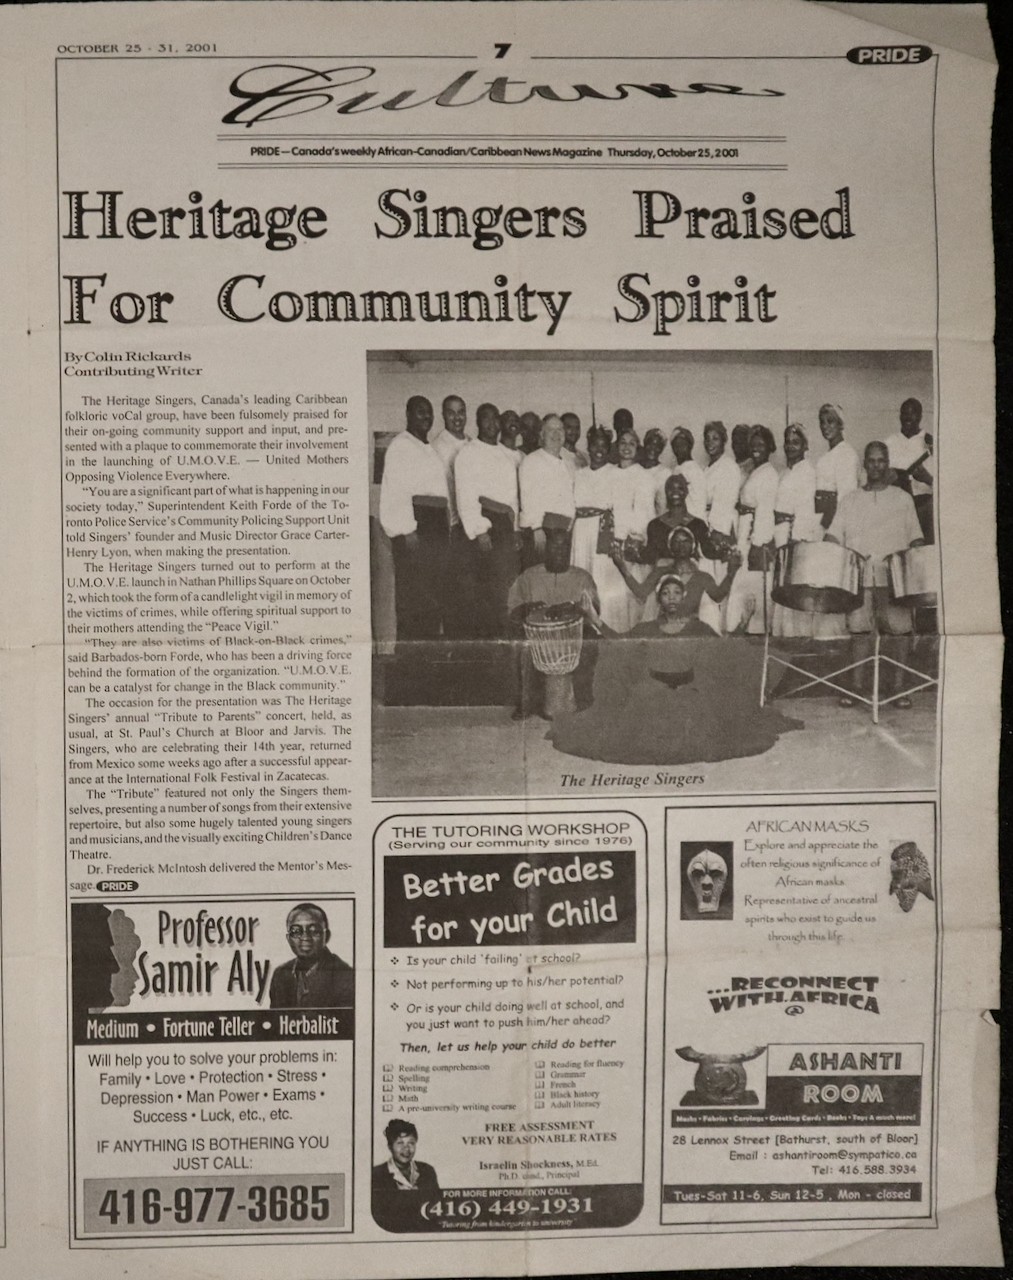 OCTOBER 25 - 31, 2001
7
PRIDE
Culture
PRIDE—Canada's weekly African-Canadian/Caribbean News Magazine Thursday, October 25, 2001
Heritage Singers Praised
For Community Spirit
By Colin Rickards
Contributing Writer
The Heritage Singers, Canada's leading Caribbean
folkloric voCal group, have been fulsomely praised for
their on-going community support and input, and pre-
sented with a plaque to commemorate their involvement
in the launching of U.M.O.V.E. — United Mothers
Opposing Violence Everywhere.
"You are a significant part of what is happening in our
society today," Superintendent Keith Forde of the To-
ronto Police Service's Community Policing Support Unit
told Singers' founder and Music Director Grace Carter-
Henry Lyon, when making the presentation.
The Heritage Singers turned out to perform at the
U.M.O.V.E. launch in Nathan Phillips Square on October
2, which took the form of a candlelight vigil in memory of
the victims of crimes, while offering spiritual support to
their mothers attending the "Peace Vigil."
"They are also victims of Black-on-Black crimes,"
said Barbados-born Forde, who has been a driving force
behind the formation of the organization. "U.M.O.V.E.
can be a catalyst for change in the Black community."
The occasion for the presentation was The Heritage
Singers' annual "Tribute to Parents" concert, held, as
usual, at St. Paul's Church at Bloor and Jarvis. The
Singers, who are celebrating their 14th year, returned
from Mexico some weeks ago after a successful appear-
ance at the International Folk Festival in Zacatecas.
The "Tribute" featured not only the Singers them-
selves, presenting a number of songs from their extensive
repertoire, but also some hugely talented young singers
and musicians, and the visually exciting Children's Dance
Theatre.
Dr. Frederick McIntosh delivered the Mentor's Mes-
sage. PRIDE
The Heritage Singers
Professor
Samir Aly
Medium • Fortune Teller • Herbalist
Will help you to solve your problems in:
Family • Love • Protection • Stress •
Depression • Man Power • Exams •
Success • Luck, etc., etc.
IF ANYTHING IS BOTHERING YOU
JUST CALL:
416-977-3685
THE TUTORING WORKSHOP
(Serving our community since 1976)
Better Grades
for your Child
❖ Is your child 'failing' at school?
❖ Not performing up to his/her potential?
❖ Or is your child doing well at school, and
you just want to push him/her ahead?
Then, let us help your child do better
Reading comprehension
Spelling
Writing
Math
A pre-university writing course
Reading for fluency
Grammar
French
Black history
Adult literacy
FREE ASSESSMENT
VERY REASONABLE RATES
Israelin Shockness, M.Ed.
Ph.D. cand., Principal
FOR MORE INFORMATION CALL:
(416) 449-1931
"Tutoring from kindergarten to university"
AFRICAN MASKS
Explore and appreciate the
often religious significance of
African masks.
Representative of ancestral
spirits who exist to guide us
through this life.
...RECONNECT
WITH AFRICA
@
ASHANTI
ROOM
Masks • Fabrics • Carvings • Greeting Cards • Books • Toys & much more!
28 Lennox Street [Bathurst, south of Bloor]
Email : ashantiroom@sympatico.ca
Tel: 416.588.3934
Tues-Sat 11-6, Sun 12-5 , Mon - closed